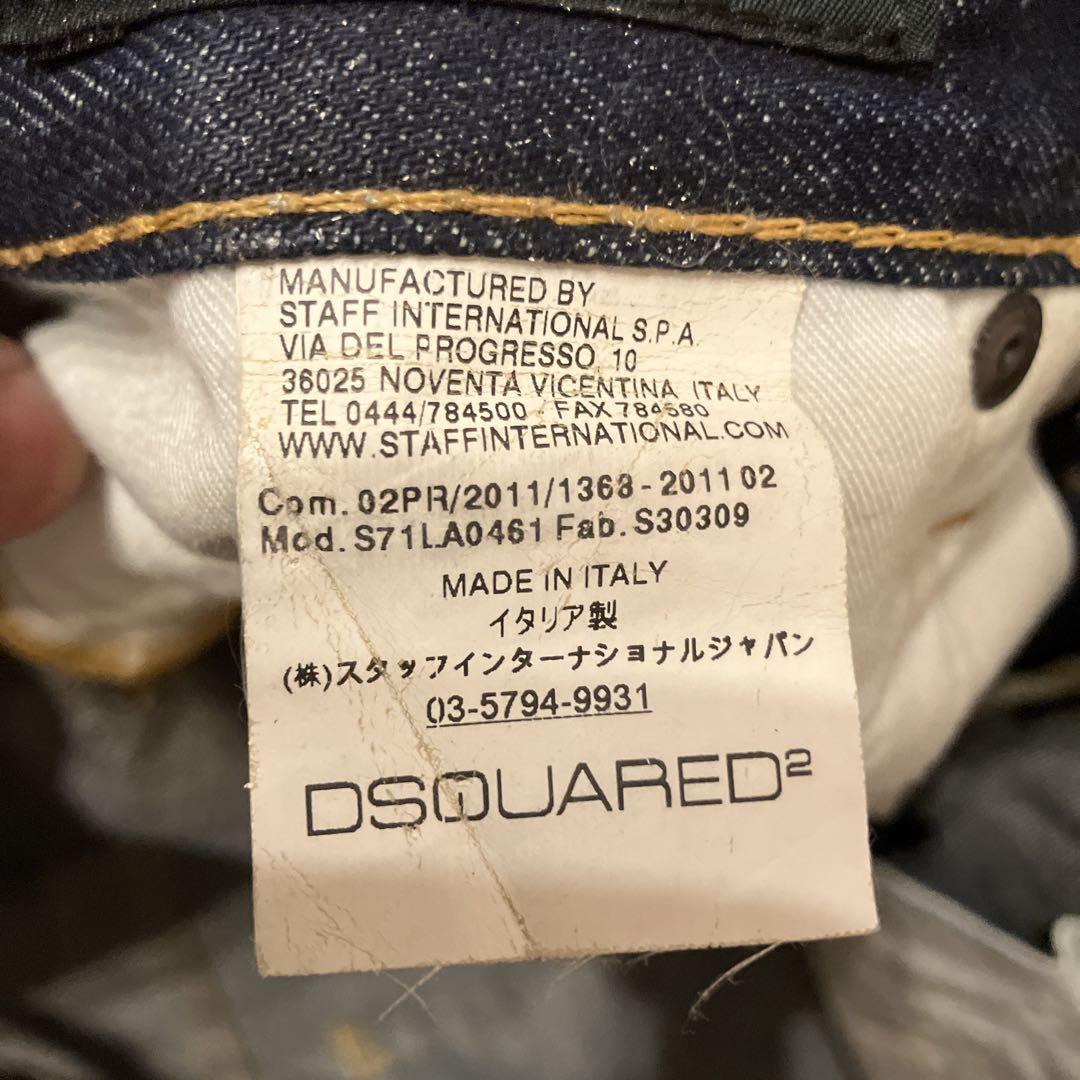 MANUFACTURED BY
STAFF INTERNATIONAL S.P.A.
VIA DEL PROGRESSO, 10
36025 NOVENTA VICENTINA ITALY
TEL 0444/784500 FAX 784580
WWW.STAFFINTERNATIONAL.COM
Com. 02PR/2011/1368 - 2011 02
Mod. S71LA0461 Fab. S30309
MADE IN ITALY
イタリア製
(株)スタッフインターナショナルジャパン
03-5794-9931
DSQUARED²